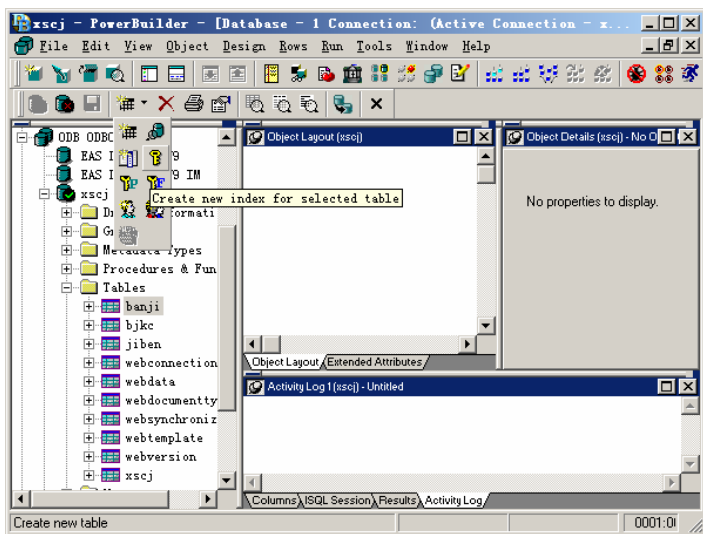 xscj - PowerBuilder - [Database - 1 Connection: (Active Connection - x...
File Edit View Object Design Rows Run Tools Window Help
ODB ODBC
EAS I
9
EAS I
9 IM
xscj
Create new index for selected table
formati
Metadata Types
Procedures & Fun
Tables
banji
bjkc
jiben
webconnection
webdata
webdocumentty
websynchroniz
webtemplate
webversion
xscj
Object Layout (xscj)
Object Layout Extended Attributes
Object Details (xscj) - No O
No properties to display.
Activity Log 1 (xscj) - Untitled
Columns ISQL Session Results Activity Log
Create new table
0001:0